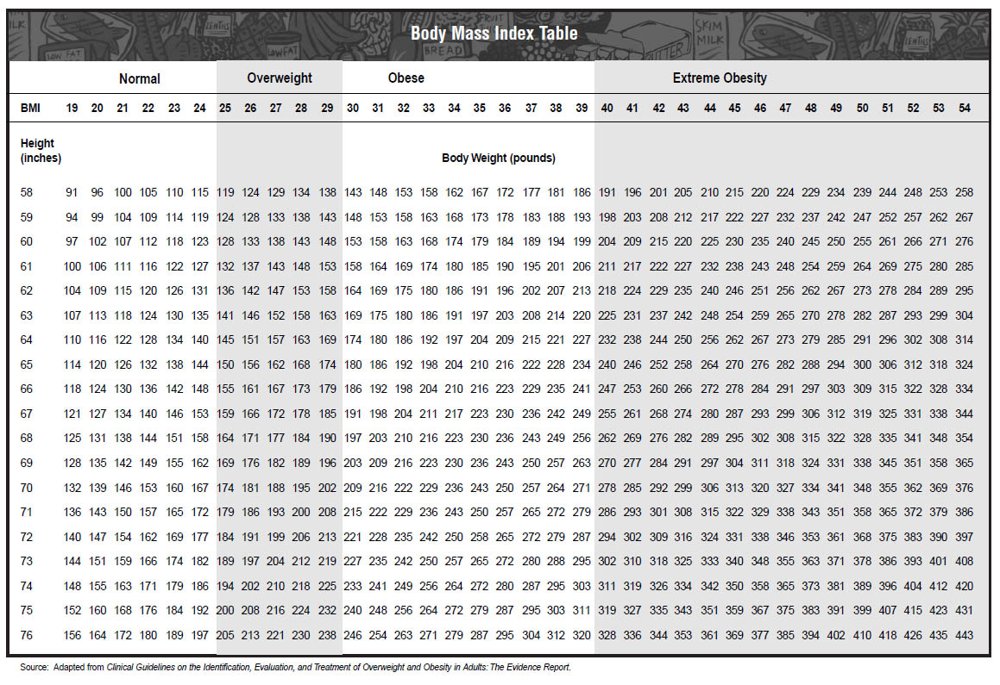 ILK
LENTILS
LOW FAT
LOWFAT
FRUIT
BREAD
BUTTER
SKIM
MILK
LENTILS
Body Mass Index Table
Normal Overweight Obese Extreme Obesity
BMI 19 20 21 22 23 24 25 26 27 28 29 30 31 32 33 34 35 36 37 38 39 40 41 42 43 44 45 46 47 48 49 50 51 52 53 54
Height
(inches) Body Weight (pounds)
58 91 96 100 105 110 115 119 124 129 134 138 143 148 153 158 162 167 172 177 181 186 191 196 201 205 210 215 220 224 229 234 239 244 248 253 258
59 94 99 104 109 114 119 124 128 133 138 143 148 153 158 163 168 173 178 183 188 193 198 203 208 212 217 222 227 232 237 242 247 252 257 262 267
60 97 102 107 112 118 123 128 133 138 143 148 153 158 163 168 174 179 184 189 194 199 204 209 215 220 225 230 235 240 245 250 255 261 266 271 276
61 100 106 111 116 122 127 132 137 143 148 153 158 164 169 174 180 185 190 195 201 206 211 217 222 227 232 238 243 248 254 259 264 269 275 280 285
62 104 109 115 120 126 131 136 142 147 153 158 164 169 175 180 186 191 196 202 207 213 218 224 229 235 240 246 251 256 262 267 273 278 284 289 295
63 107 113 118 124 130 135 141 146 152 158 163 169 175 180 186 191 197 203 208 214 220 225 231 237 242 248 254 259 265 270 278 282 287 293 299 304
64 110 116 122 128 134 140 145 151 157 163 169 174 180 186 192 197 204 209 215 221 227 232 238 244 250 256 262 267 273 279 285 291 296 302 308 314
65 114 120 126 132 138 144 150 156 162 168 174 180 186 192 198 204 210 216 222 228 234 240 246 252 258 264 270 276 282 288 294 300 306 312 318 324
66 118 124 130 136 142 148 155 161 167 173 179 186 192 198 204 210 216 223 229 235 241 247 253 260 266 272 278 284 291 297 303 309 315 322 328 334
67 121 127 134 140 146 153 159 166 172 178 185 191 198 204 211 217 223 230 236 242 249 255 261 268 274 280 287 293 299 306 312 319 325 331 338 344
68 125 131 138 144 151 158 164 171 177 184 190 197 203 210 216 223 230 236 243 249 256 262 269 276 282 289 295 302 308 315 322 328 335 341 348 354
69 128 135 142 149 155 162 169 176 182 189 196 203 209 216 223 230 236 243 250 257 263 270 277 284 291 297 304 311 318 324 331 338 345 351 358 365
70 132 139 146 153 160 167 174 181 188 195 202 209 216 222 229 236 243 250 257 264 271 278 285 292 299 306 313 320 327 334 341 348 355 362 369 376
71 136 143 150 157 165 172 179 186 193 200 208 215 222 229 236 243 250 257 265 272 279 286 293 301 308 315 322 329 338 343 351 358 365 372 379 386
72 140 147 154 162 169 177 184 191 199 206 213 221 228 235 242 250 258 265 272 279 287 294 302 309 316 324 331 338 346 353 361 368 375 383 390 397
73 144 151 159 166 174 182 189 197 204 212 219 227 235 242 250 257 265 272 280 288 295 302 310 318 325 333 340 348 355 363 371 378 386 393 401 408
74 148 155 163 171 179 186 194 202 210 218 225 233 241 249 256 264 272 280 287 295 303 311 319 326 334 342 350 358 365 373 381 389 396 404 412 420
75 152 160 168 176 184 192 200 208 216 224 232 240 248 256 264 272 279 287 295 303 311 319 327 335 343 351 359 367 375 383 391 399 407 415 423 431
76 156 164 172 180 189 197 205 213 221 230 238 246 254 263 271 279 287 295 304 312 320 328 336 344 353 361 369 377 385 394 402 410 418 426 435 443
Source: Adapted from Clinical Guidelines on the Identification, Evaluation, and Treatment of Overweight and Obesity in Adults: The Evidence Report.